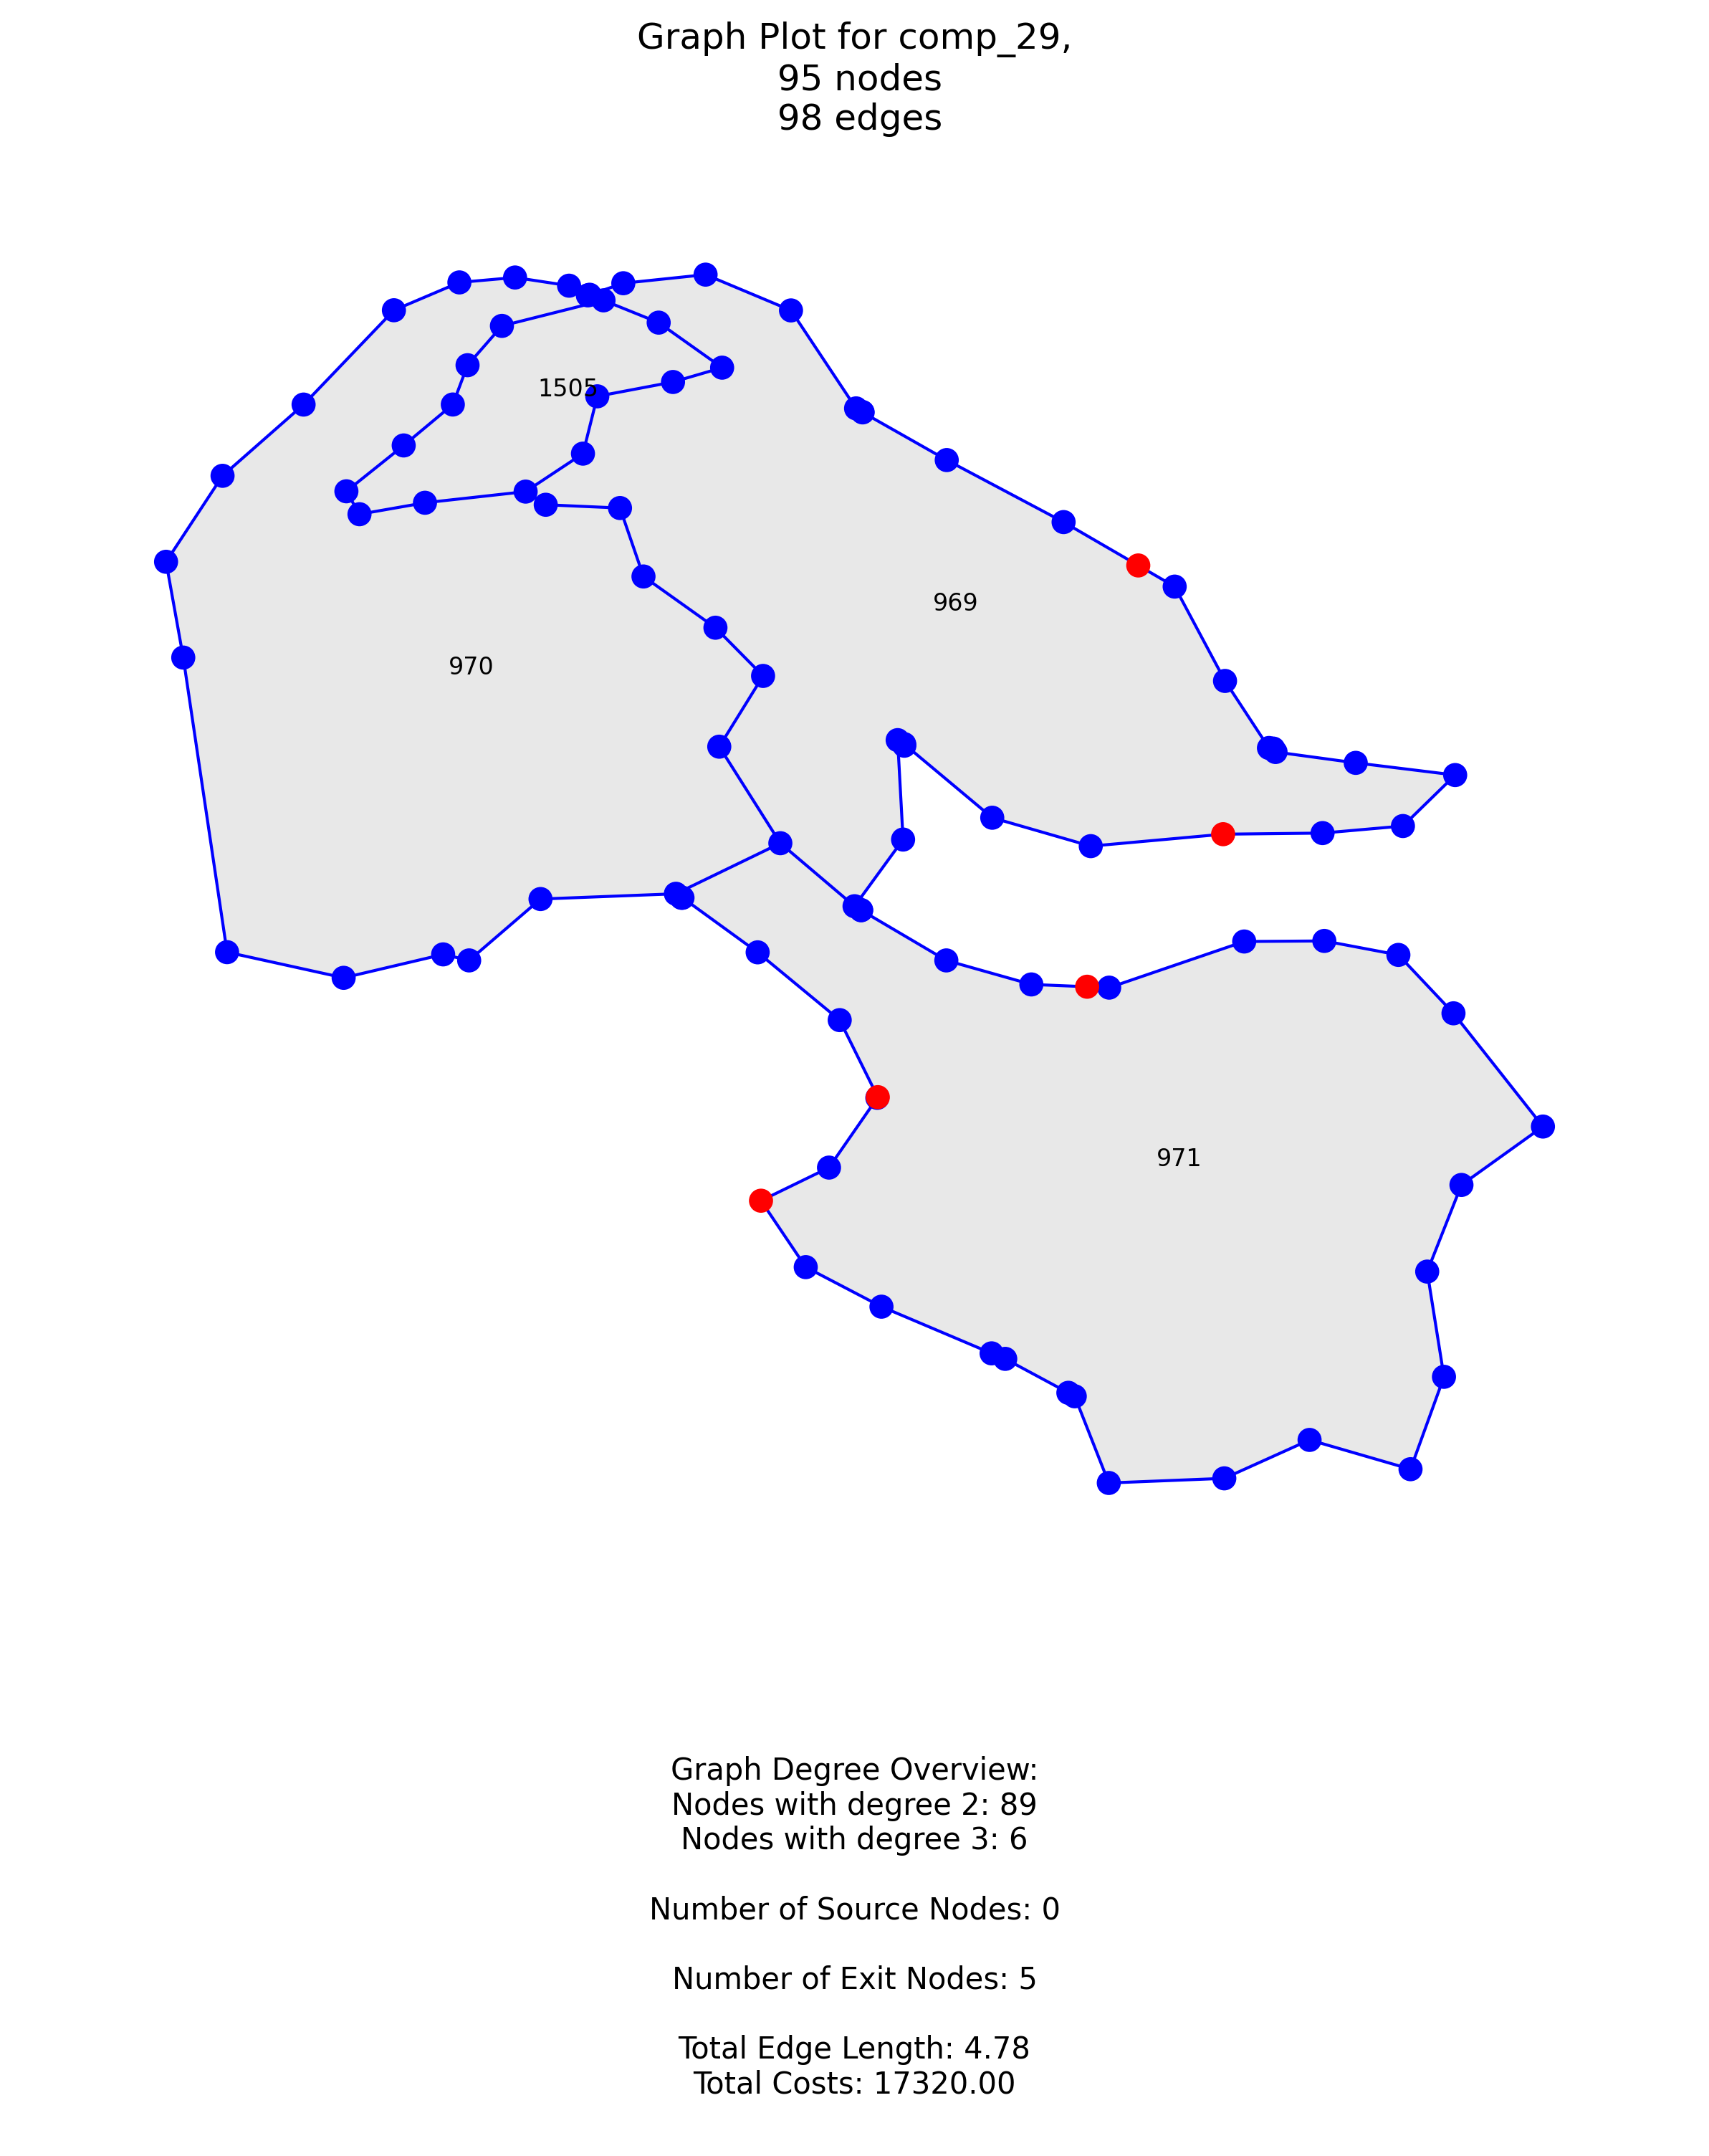 Graph Plot for comp_29,
95 nodes
98 edges
1505
969
970
971
Graph Degree Overview:
Nodes with degree 2: 89
Nodes with degree 3: 6
Number of Source Nodes: 0
Number of Exit Nodes: 5
Total Edge Length: 4.78
Total Costs: 17320.00